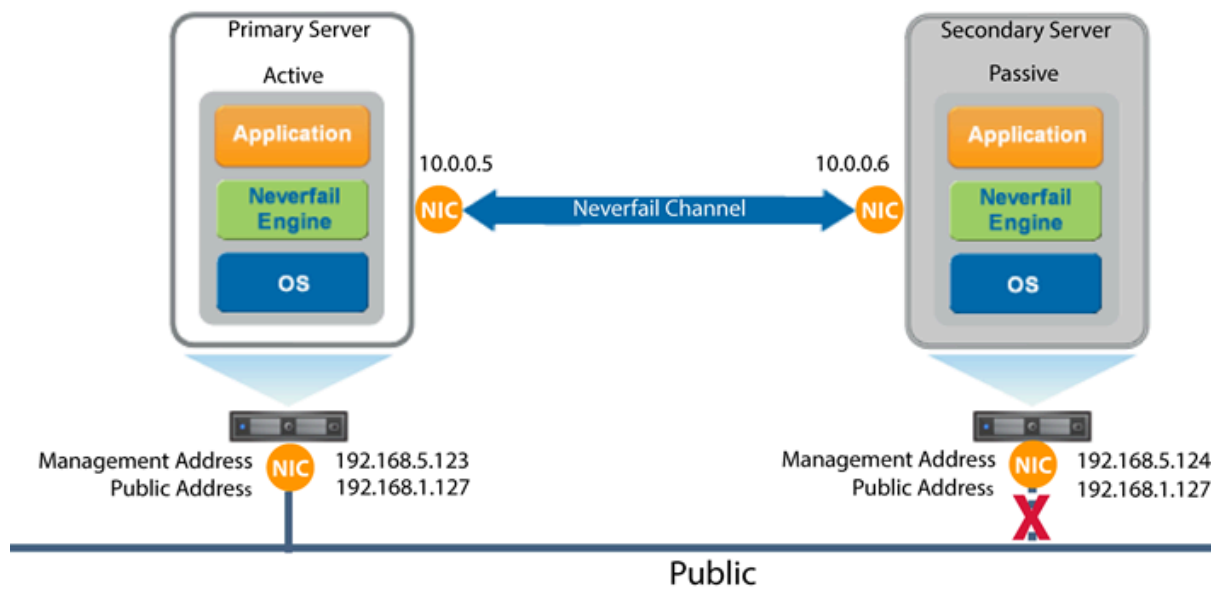 Primary Server
Active
Application
Neverfail
Engine
OS
10.0.0.5
NIC
Neverfail Channel
10.0.0.6
NIC
Secondary Server
Passive
Application
Neverfail
Engine
OS
Management Address NIC 192.168.5.123
Public Address 192.168.1.127
Management Address NIC 192.168.5.124
Public Address 192.168.1.127
X
Public